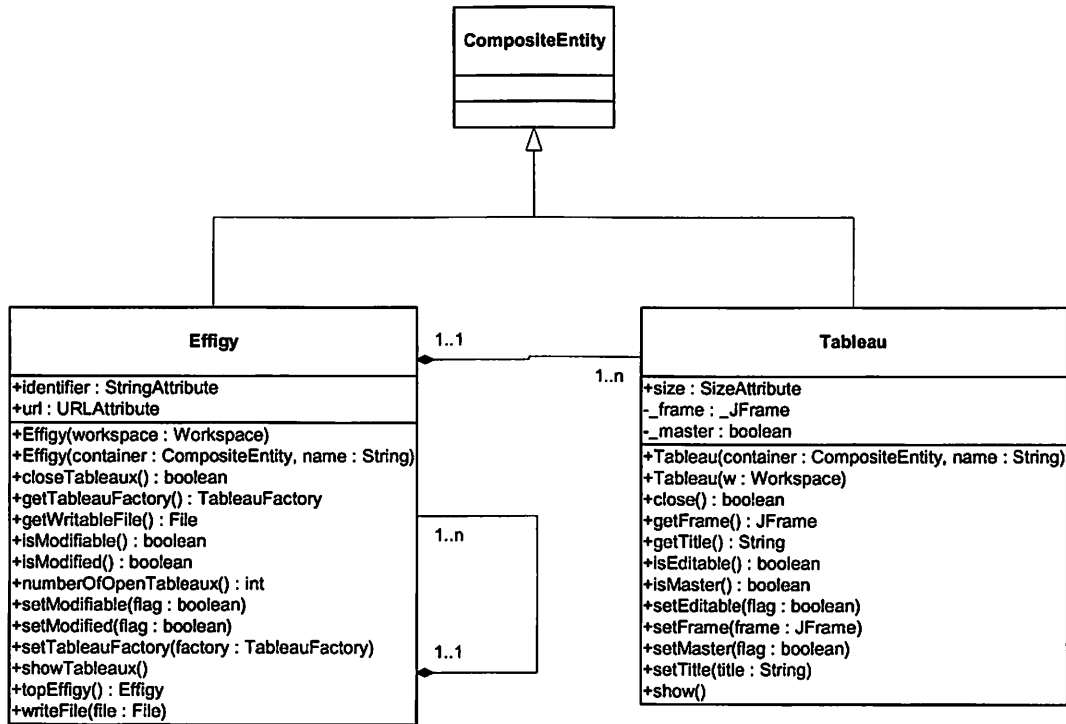 CompositeEntity
Effigy
+identifier : StringAttribute
+url : URLAttribute
+Effigy(workspace : Workspace)
+Effigy(container : CompositeEntity, name : String)
+closeTableaux() : boolean
+getTableauFactory() : TableauFactory
+getWritableFile() : File
+isModifiable() : boolean
+isModified() : boolean
+numberOfOpenTableaux() : int
+setModifiable(flag : boolean)
+setModified(flag : boolean)
+setTableauFactory(factory : TableauFactory)
+showTableaux()
+topEffigy() : Effigy
+writeFile(file : File)
1..1
1..n
1..n
1..1
Tableau
+size : SizeAttribute
-_frame : _JFrame
-_master : boolean
+Tableau(container : CompositeEntity, name : String)
+Tableau(w : Workspace)
+close() : boolean
+getFrame() : JFrame
+getTitle() : String
+isEditable() : boolean
+isMaster() : boolean
+setEditable(flag : boolean)
+setFrame(frame : JFrame)
+setMaster(flag : boolean)
+setTitle(title : String)
+show()